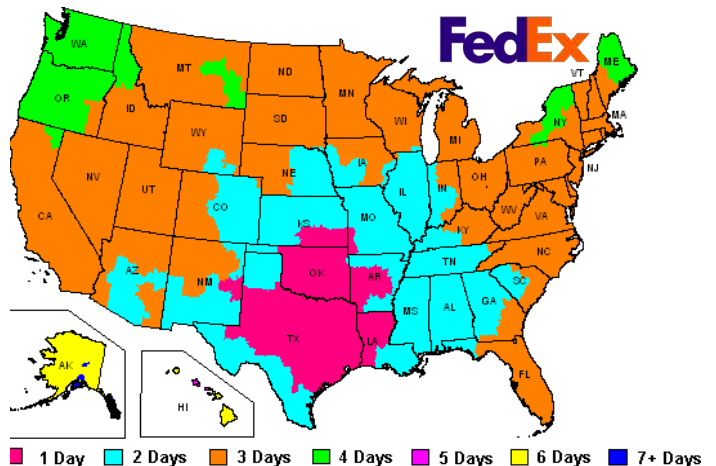 FedEx
WA
MT
ND
MN
VT
ME
OR
ID
SD
WI
MI
NY
MA
WY
IA
PA
NJ
NV
UT
NE
IL
IN
OH
CA
CO
KS
MO
WV
VA
KY
NC
AZ
NM
OK
AR
TN
SC
MS
AL
GA
TX
LA
FL
AK
HI
1 Day 2 Days 3 Days 4 Days 5 Days 6 Days 7+ Days